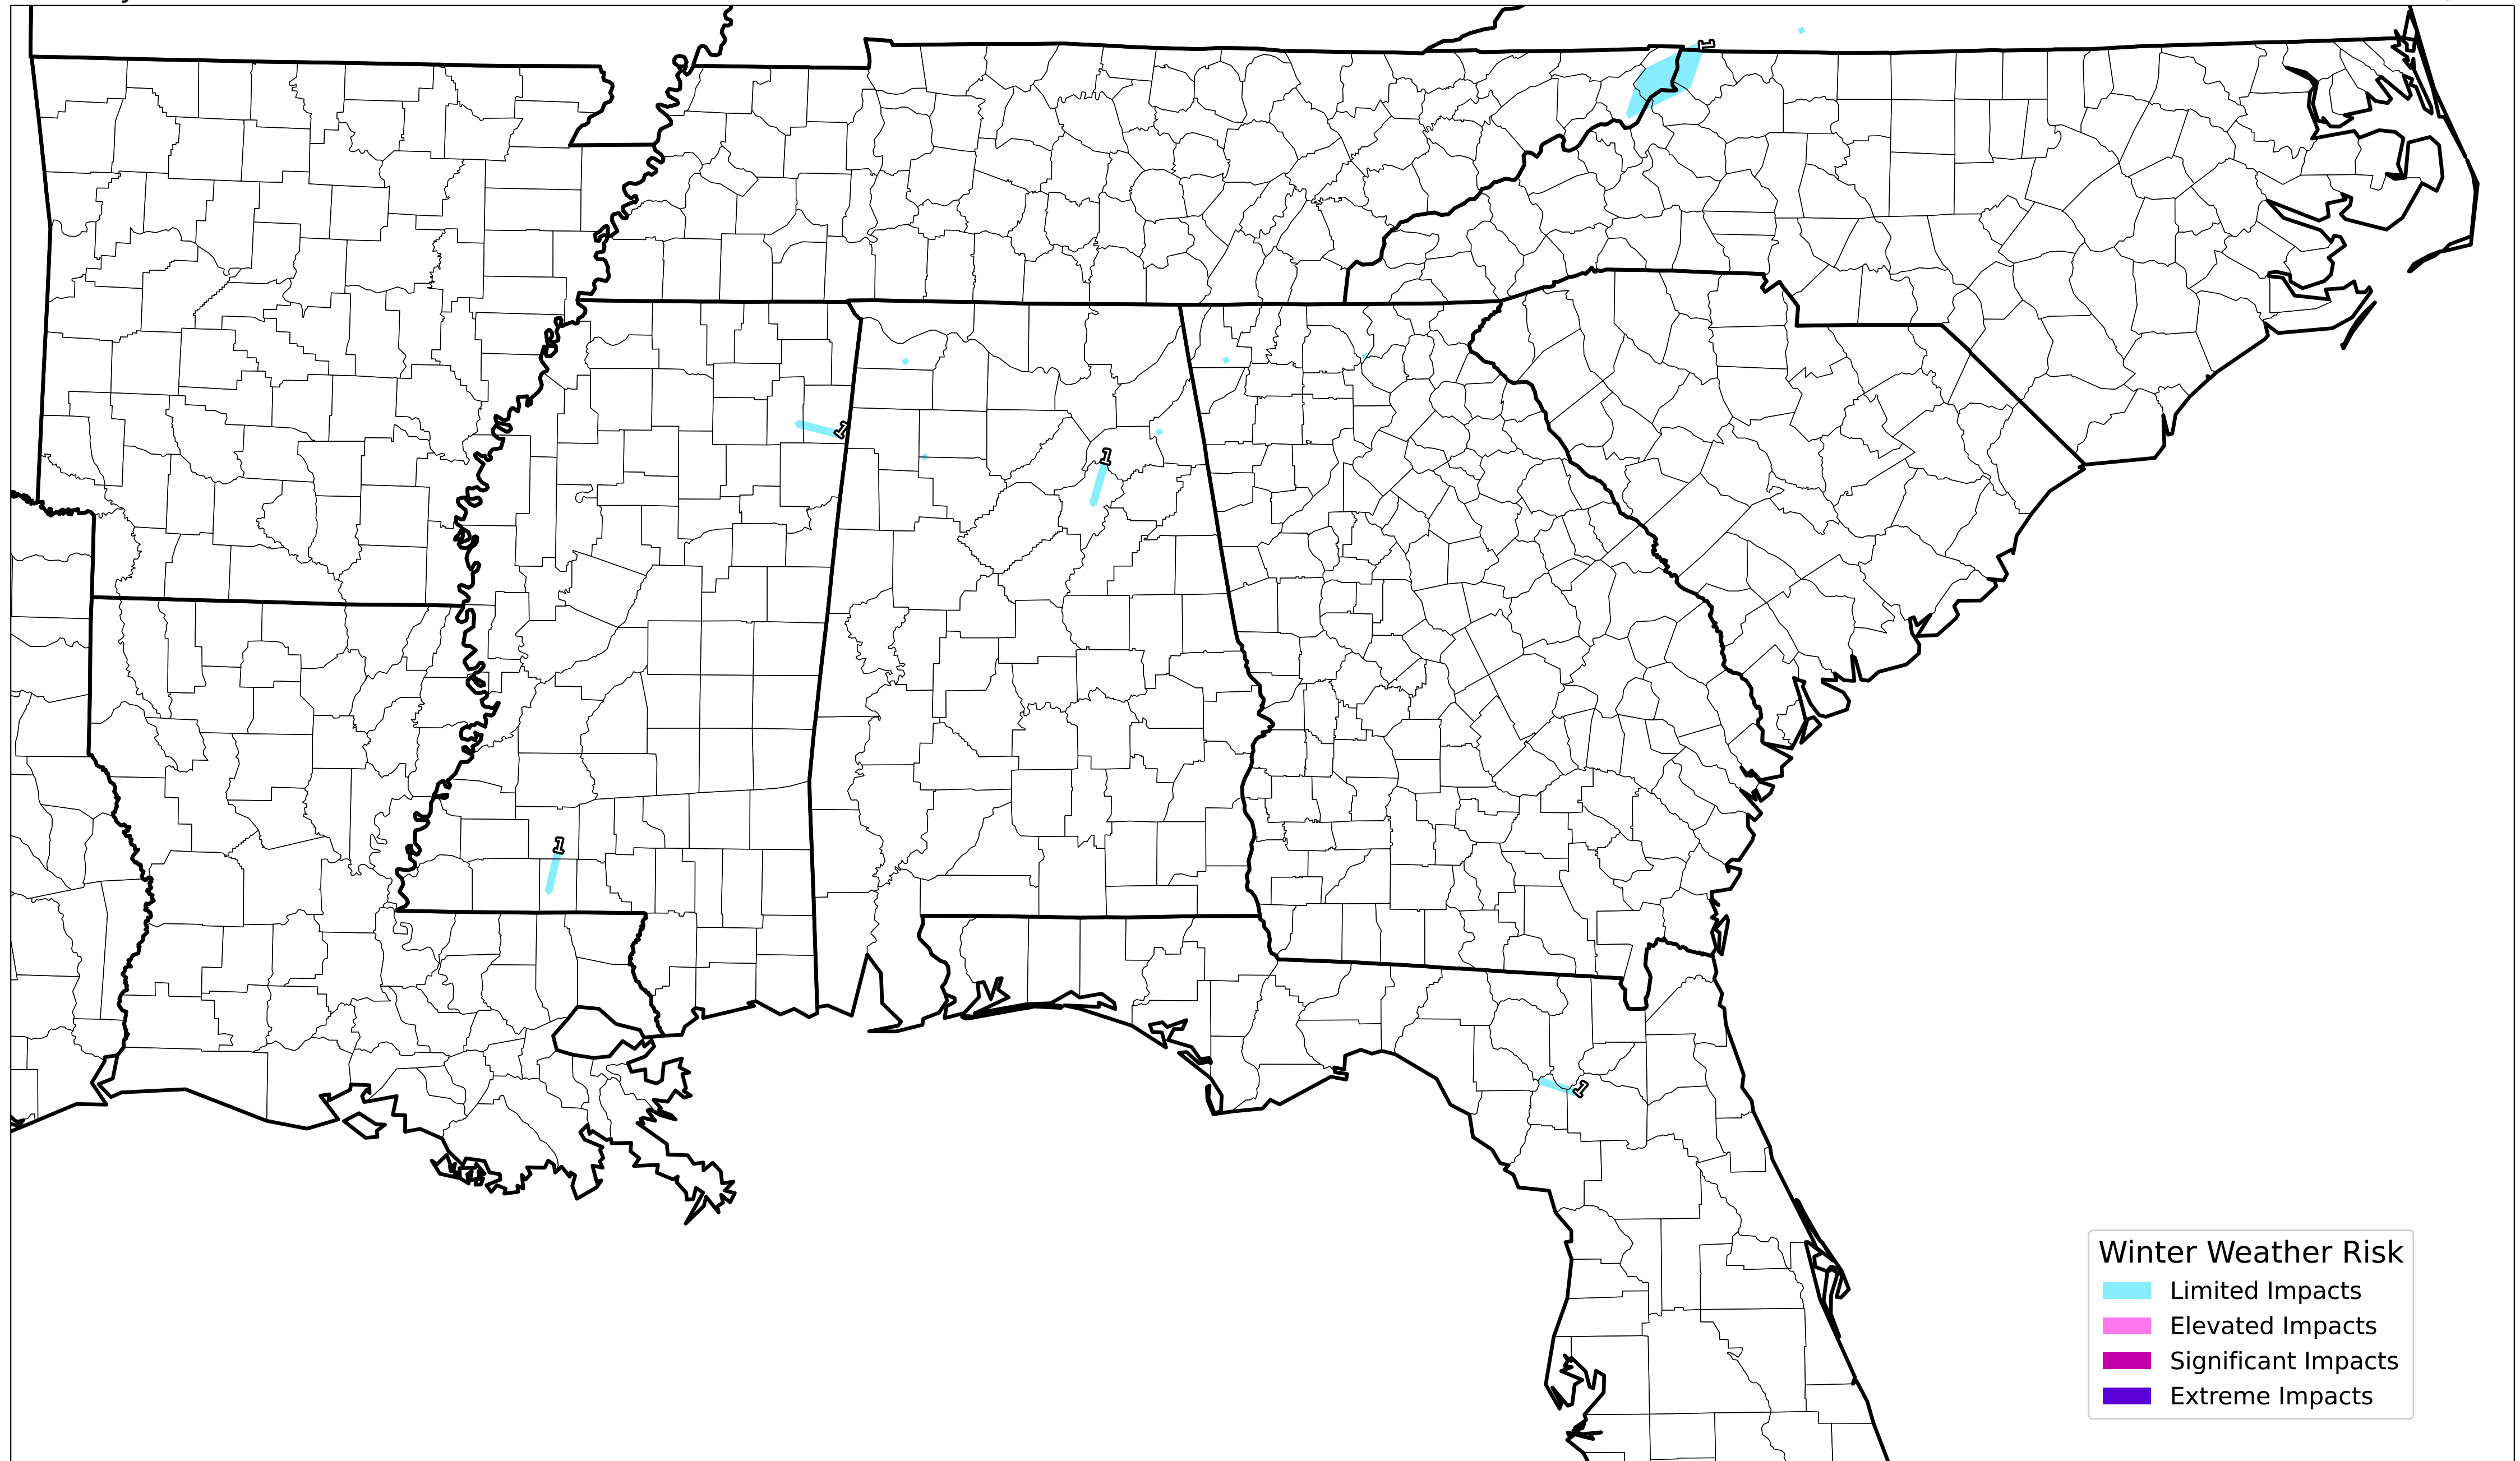 1
1
1
1
1
Winter Weather Risk
Limited Impacts
Elevated Impacts
Significant Impacts
Extreme Impacts